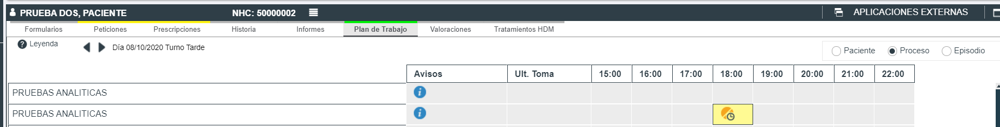 PRUEBA DOS, PACIENTE NHC: 50000002 APLICACIONES EXTERNAS
Formularios Peticiones Prescripciones Historia Informes Plan de Trabajo Valoraciones Tratamientos HDM
? Leyenda Día 08/10/2020 Turno Tarde
Paciente Proceso Episodio
Avisos Ult. Toma 15:00 16:00 17:00 18:00 19:00 20:00 21:00 22:00
PRUEBAS ANALITICAS i
PRUEBAS ANALITICAS i